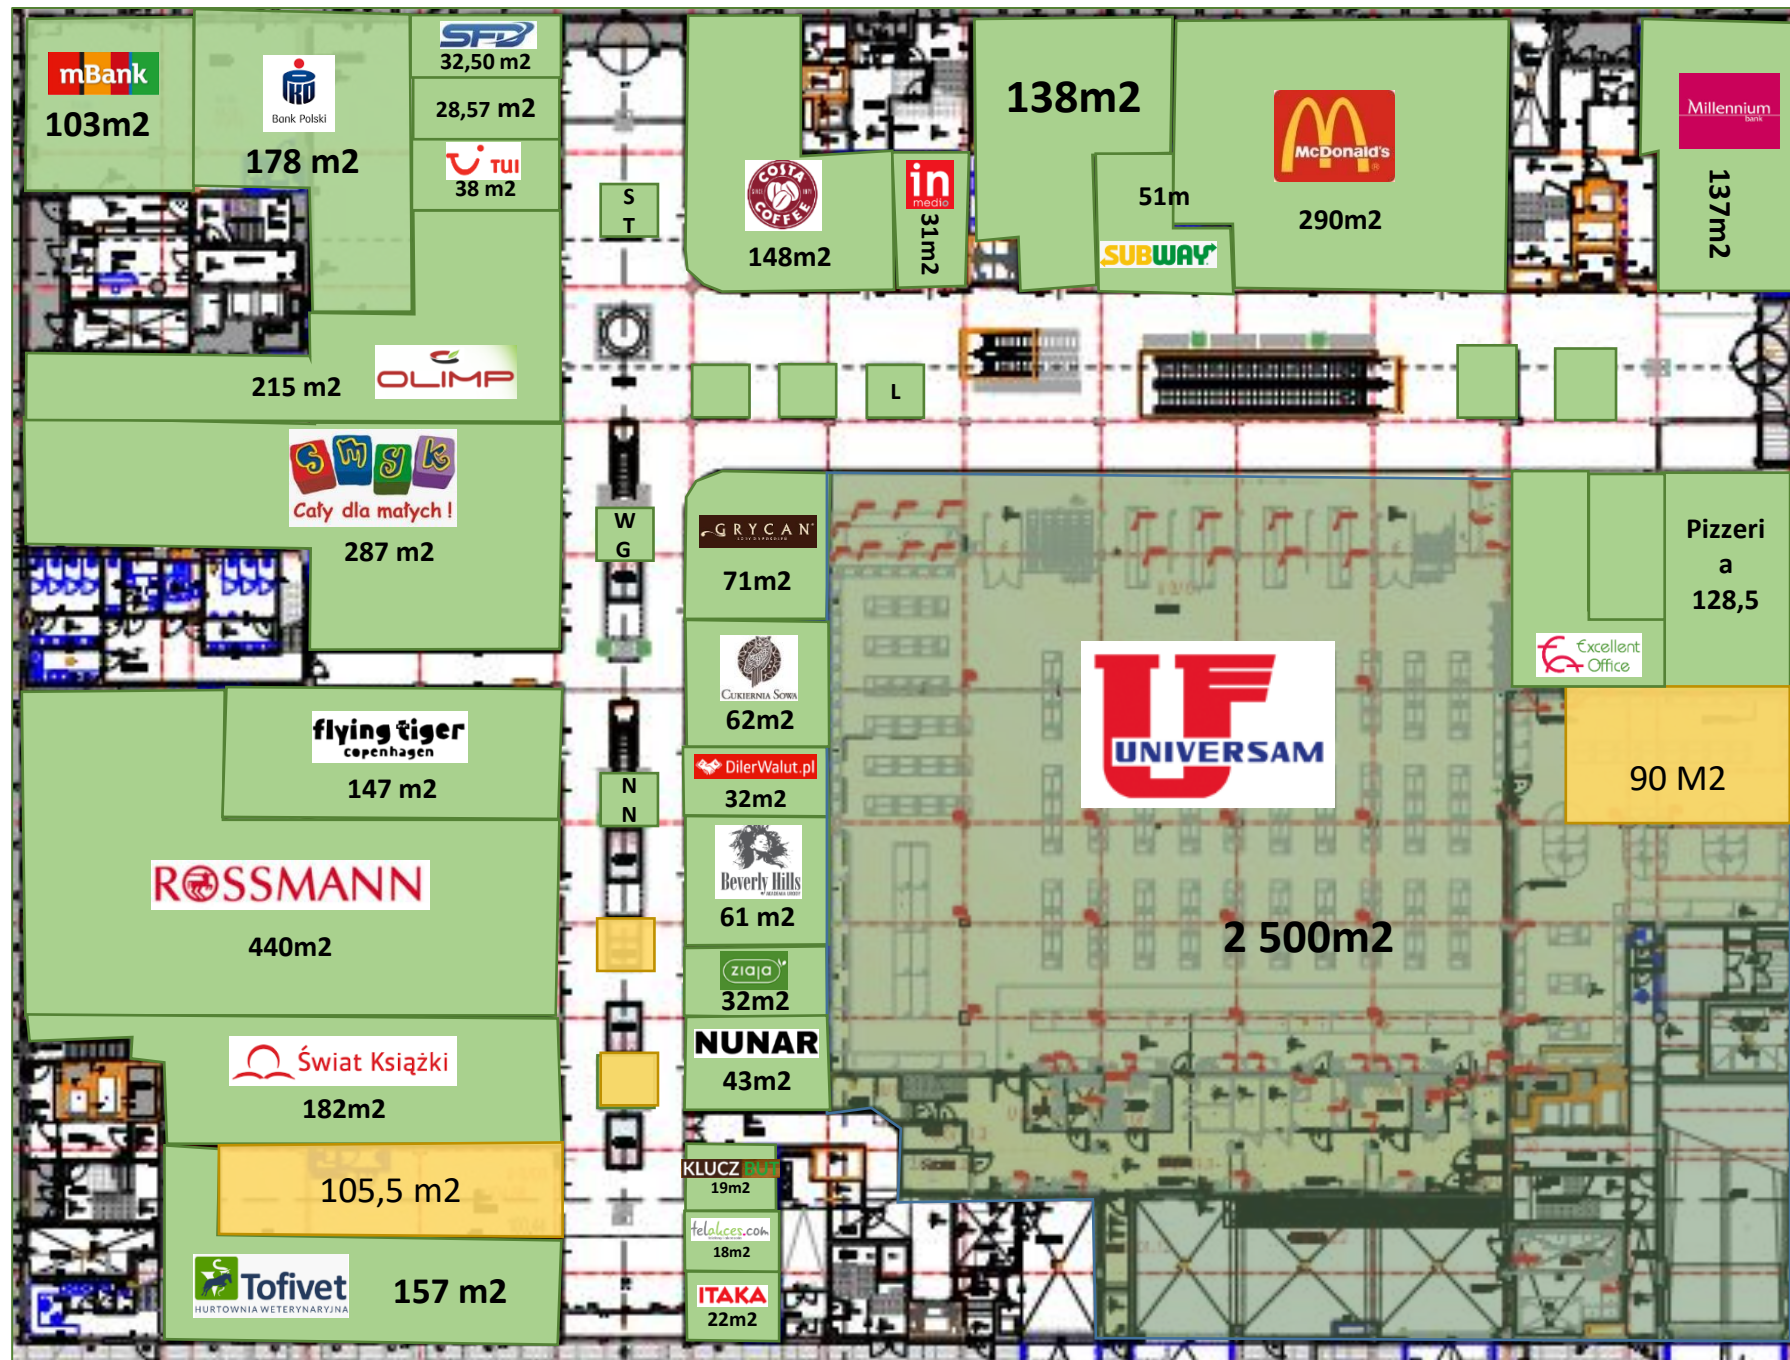 mBank
103m2
PKO
Bank Polski
178 m2
SFD
32,50 m2
28,57 m2
TUI
38 m2
OLIMP
215 m2
smyk
Cały dla małych !
287 m2
flying tiger
copenhagen
147 m2
ROSSMANN
440m2
Świat Książki
182m2
105,5 m2
Tofivet
HURTOWNIA WETERYNARYJNA
157 m2
S
T
W
G
N
N
COSTA
COFFEE
148m2
in
medio
31m2
138m2
51m
SUBWAY
McDonald's
290m2
Millennium
bank
137m2
L
GRYCAN
71m2
CUKIERNIA SOWA
62m2
DilerWalut.pl
32m2
Beverly Hills
61 m2
ziaja
32m2
NUNAR
43m2
KLUCZ BUT
19m2
telakces.com
18m2
ITAKA
22m2
UNIVERSAM
2 500m2
Excellent
Office
Pizzeri
a
128,5
90 M2